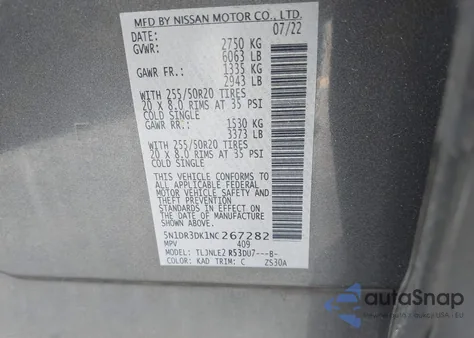 MFD BY NISSAN MOTOR CO., LTD.
DATE: 07/22
GVWR: 2750 KG
6063 LB
GAWR FR.: 1335 KG
2943 LB
WITH 255/50R20 TIRES
20 X 8.0 RIMS AT 35 PSI
COLD SINGLE
GAWR RR.: 1530 KG
3373 LB
WITH 255/50R20 TIRES
20 X 8.0 RIMS AT 35 PSI
COLD SINGLE
THIS VEHICLE CONFORMS TO
ALL APPLICABLE FEDERAL
MOTOR VEHICLE SAFETY AND
THEFT PREVENTION
STANDARDS IN EFFECT ON
THE DATE OF MANUFACTURE
SHOWN ABOVE.
5N1DR3DK1NC267282
MPV 409
MODEL: TLJNLEZ R53DU7---B-
COLOR: KAD TRIM: C ZS30A
autoSnap